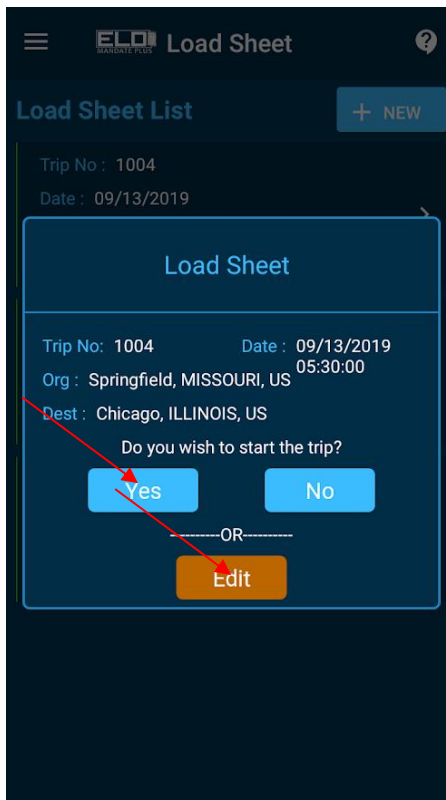 ELD MANDATE PLUS Load Sheet
Load Sheet List
+ NEW
Trip No : 1004
Date : 09/13/2019
Load Sheet
Trip No: 1004 Date : 09/13/2019 05:30:00
Org : Springfield, MISSOURI, US
Dest : Chicago, ILLINOIS, US
Do you wish to start the trip?
Yes No
----------OR----------
Edit